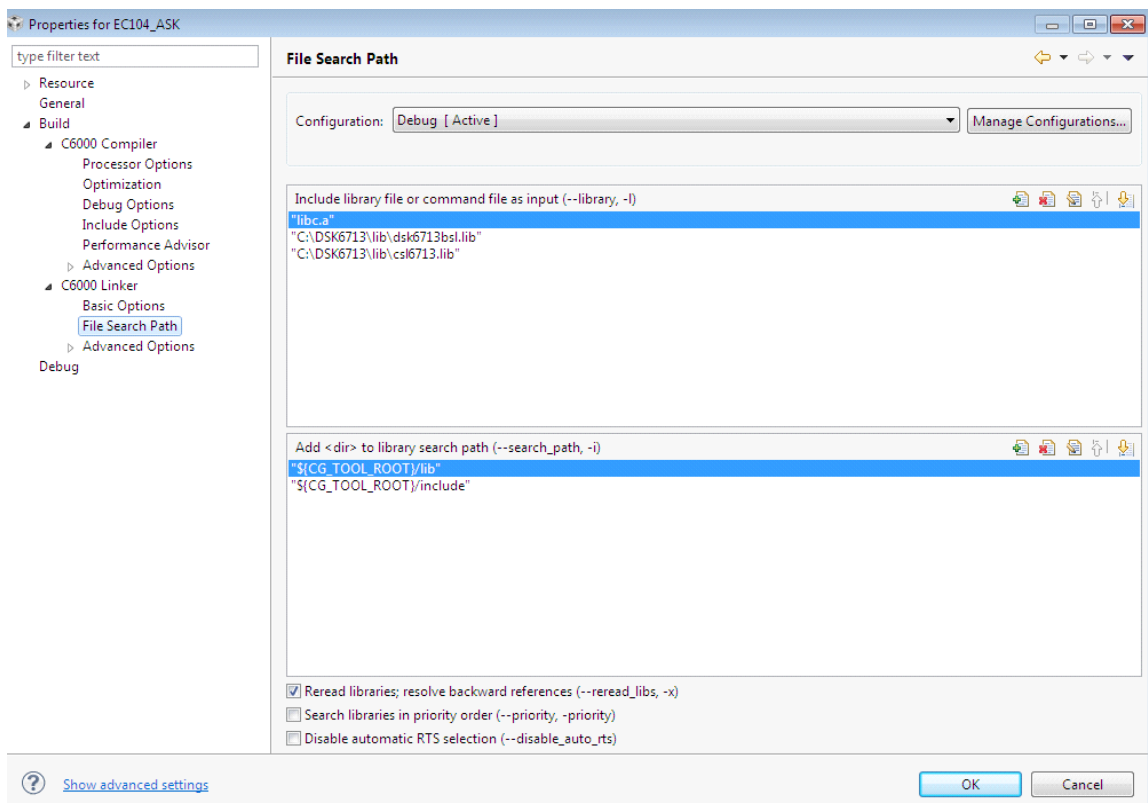 Properties for EC104_ASK
type filter text
Resource
General
Build
C6000 Compiler
Processor Options
Optimization
Debug Options
Include Options
Performance Advisor
Advanced Options
C6000 Linker
Basic Options
File Search Path
Advanced Options
Debug
File Search Path
Configuration: Debug [ Active ] Manage Configurations...
Include library file or command file as input (--library, -l)
"libc.a"
"C:\DSK6713\lib\dsk6713bsl.lib"
"C:\DSK6713\lib\csl6713.lib"
Add <dir> to library search path (--search_path, -i)
"${CG_TOOL_ROOT}/lib"
"${CG_TOOL_ROOT}/include"
Reread libraries; resolve backward references (--reread_libs, -x)
Search libraries in priority order (--priority, -priority)
Disable automatic RTS selection (--disable_auto_rts)
? Show advanced settings OK Cancel